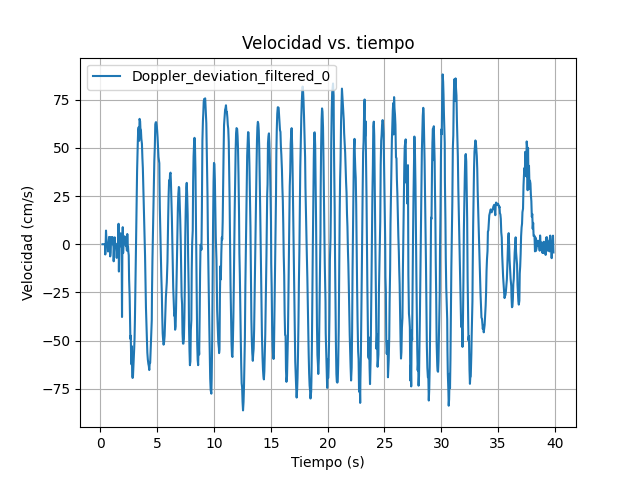 Velocidad vs. tiempo
Doppler_deviation_filtered_0
Velocidad (cm/s)
75
50
25
0
−25
−50
−75
0 5 10 15 20 25 30 35 40
Tiempo (s)